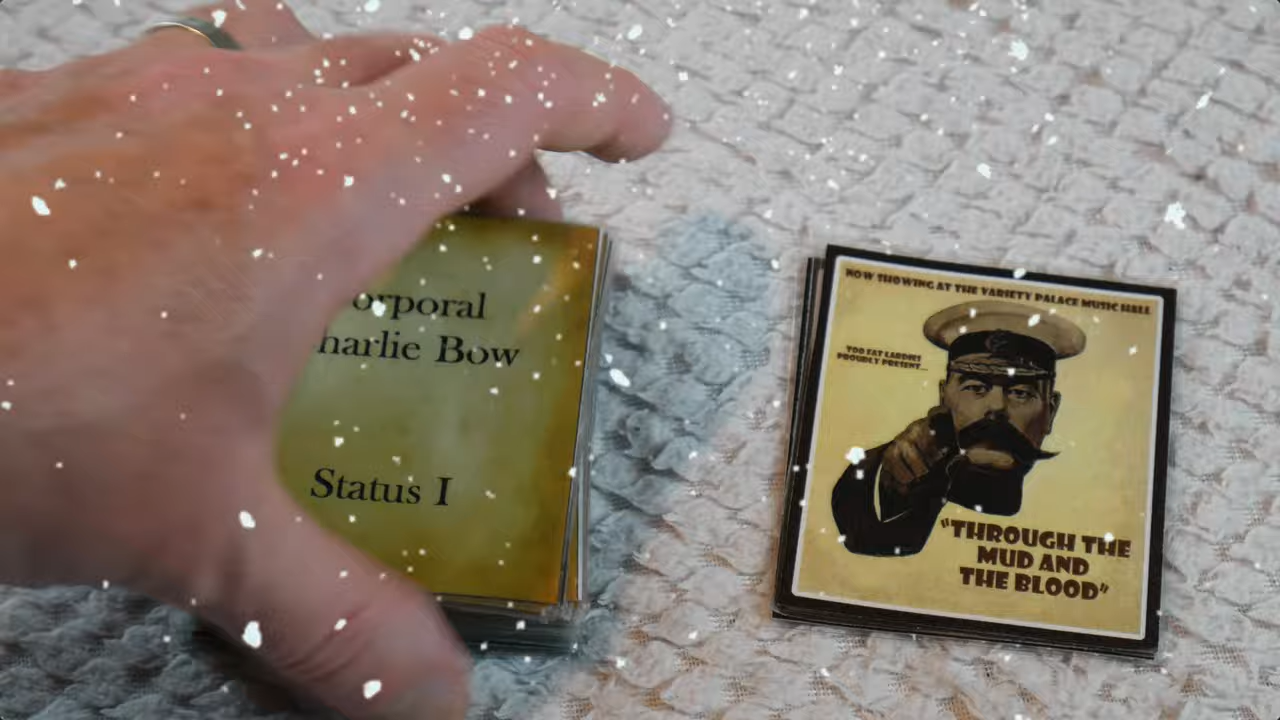 orporal
harlie Bow
Status I
NOW SHOWING AT THE VARIETY PALACE MUSIC HALL
TOO FAT LARDIES
PROUDLY PRESENT...
"THROUGH THE
MUD AND
THE BLOOD"